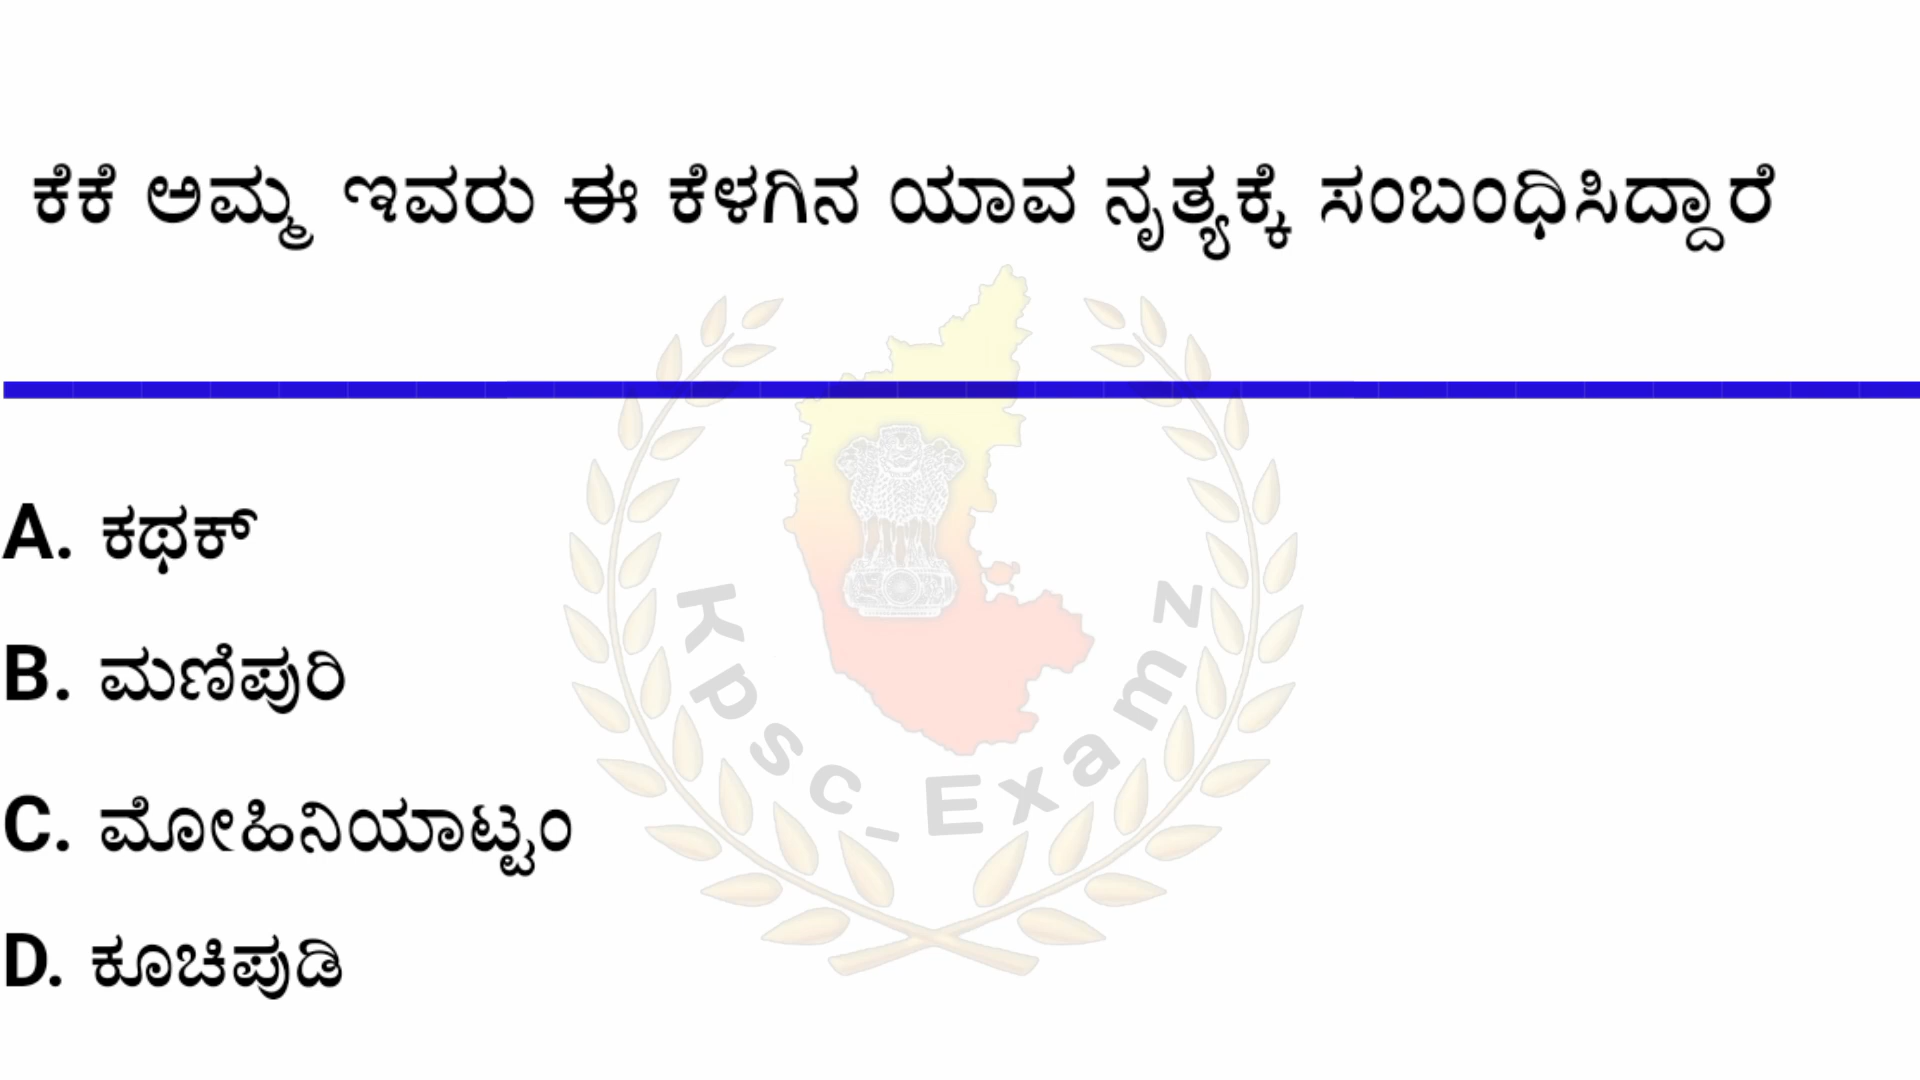 ಕೆಕೆ ಅಮ್ಮ ಇವರು ಈ ಕೆಳಗಿನ ಯಾವ ನೃತ್ಯಕ್ಕೆ ಸಂಬಂಧಿಸಿದ್ದಾರೆ
A. ಕಥಕ್
B. ಮಣಿಪುರಿ
C. ಮೋಹಿನಿಯಾಟ್ಟಂ
D. ಕೂಚಿಪುಡಿ
Kpsc_Examz